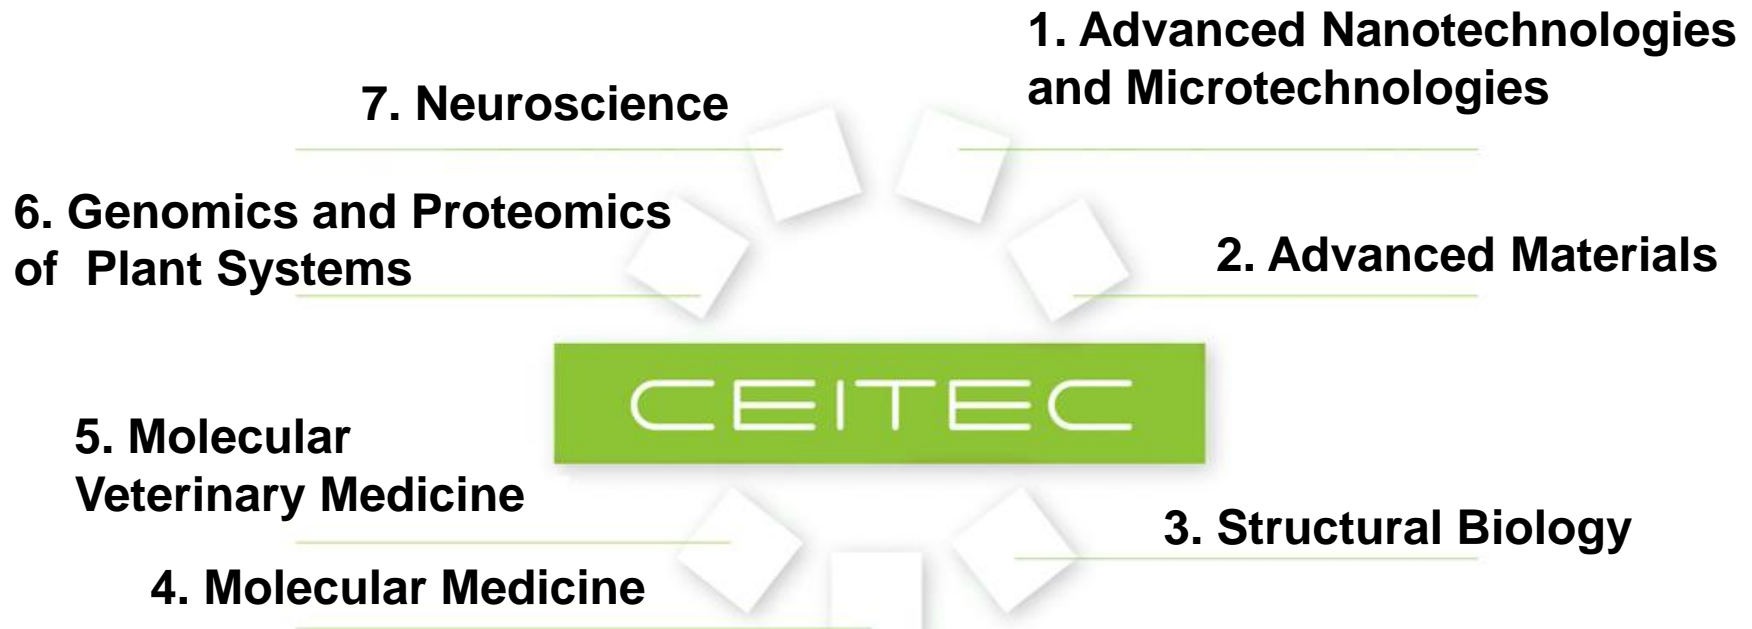 1. Advanced Nanotechnologies
and Microtechnologies
7. Neuroscience
6. Genomics and Proteomics
of  Plant Systems
2. Advanced Materials
CEITEC
5. Molecular
Veterinary Medicine
3. Structural Biology
4. Molecular Medicine